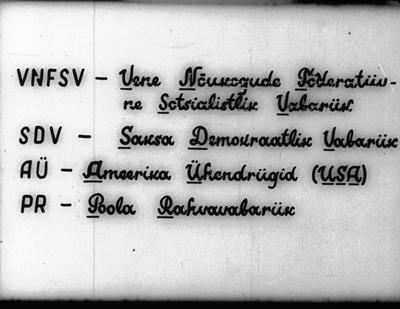 VNFSV – Vene Nõukogude Föderatiiv-
ne Sotsialistlik Vabariik
SDV – Saksa Demokraatlik Vabariik
AÜ – Ameerika Ühendriigid (USA)
PR – Poola Rahvavabariik